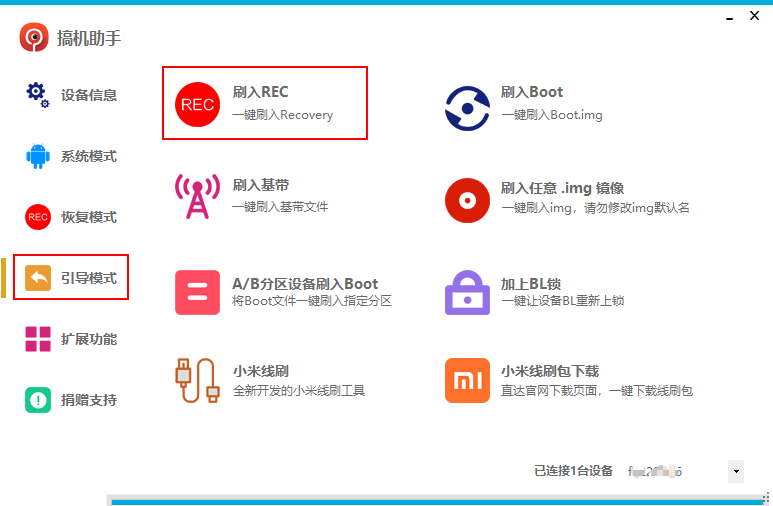 搞机助手
设备信息
系统模式
REC
恢复模式
引导模式
扩展功能
捐赠支持
REC
刷入REC
一键刷入Recovery
刷入Boot
一键刷入Boot.img
刷入基带
一键刷入基带文件
刷入任意 .img 镜像
一键刷入img，请勿修改img默认名
A/B分区设备刷入Boot
将Boot文件一键刷入指定分区
加上BL锁
一键让设备BL重新上锁
小米线刷
全新开发的小米线刷工具
小米线刷包下载
直达官网下载页面，一键下载线刷包
已连接1台设备